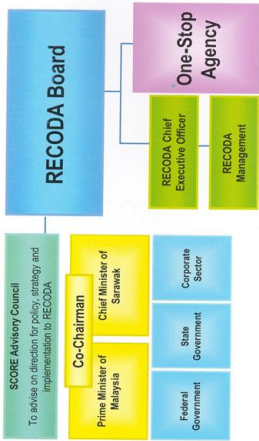 SCORE Advisory Council
To advise on direction for policy, strategy and
implementation to RECODA
Co-Chairman
Prime Minister of
Malaysia
Chief Minister of
Sarawak
Federal
Government
State
Government
Corporate
Sector
RECODA Board
RECODA Chief
Executive Officer
RECODA
Management
One-Stop
Agency